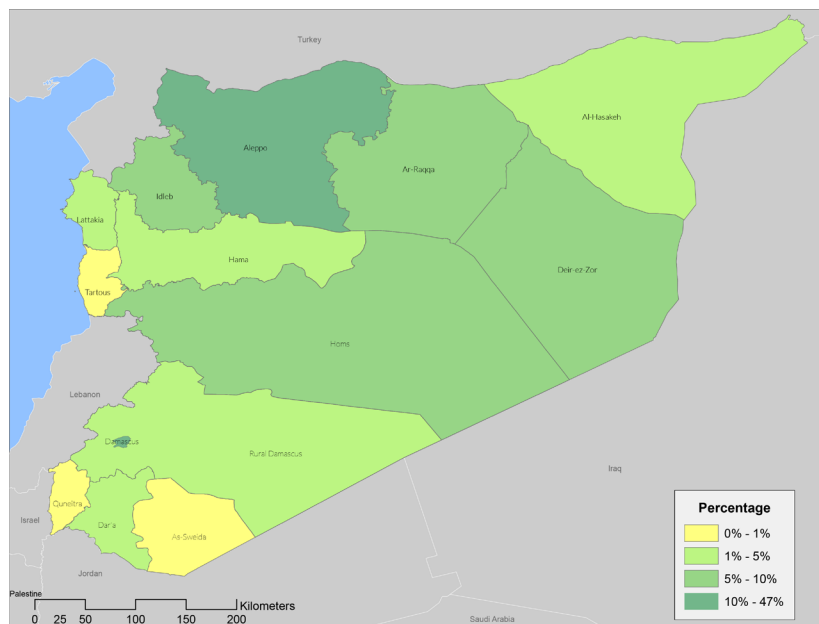 Turkey
Al-Hasakeh
Aleppo
Ar-Raqqa
Idleb
Lattakia
Hama
Deir-ez-Zor
Tartous
Homs
Lebanon
Damascus
Rural Damascus
Iraq
Quneitra
Israel
Dar'a
As-Sweida
Jordan
Palestine
Saudi Arabia
0 25 50 100 150 200
Kilometers
Percentage
0% - 1%
1% - 5%
5% - 10%
10% - 47%